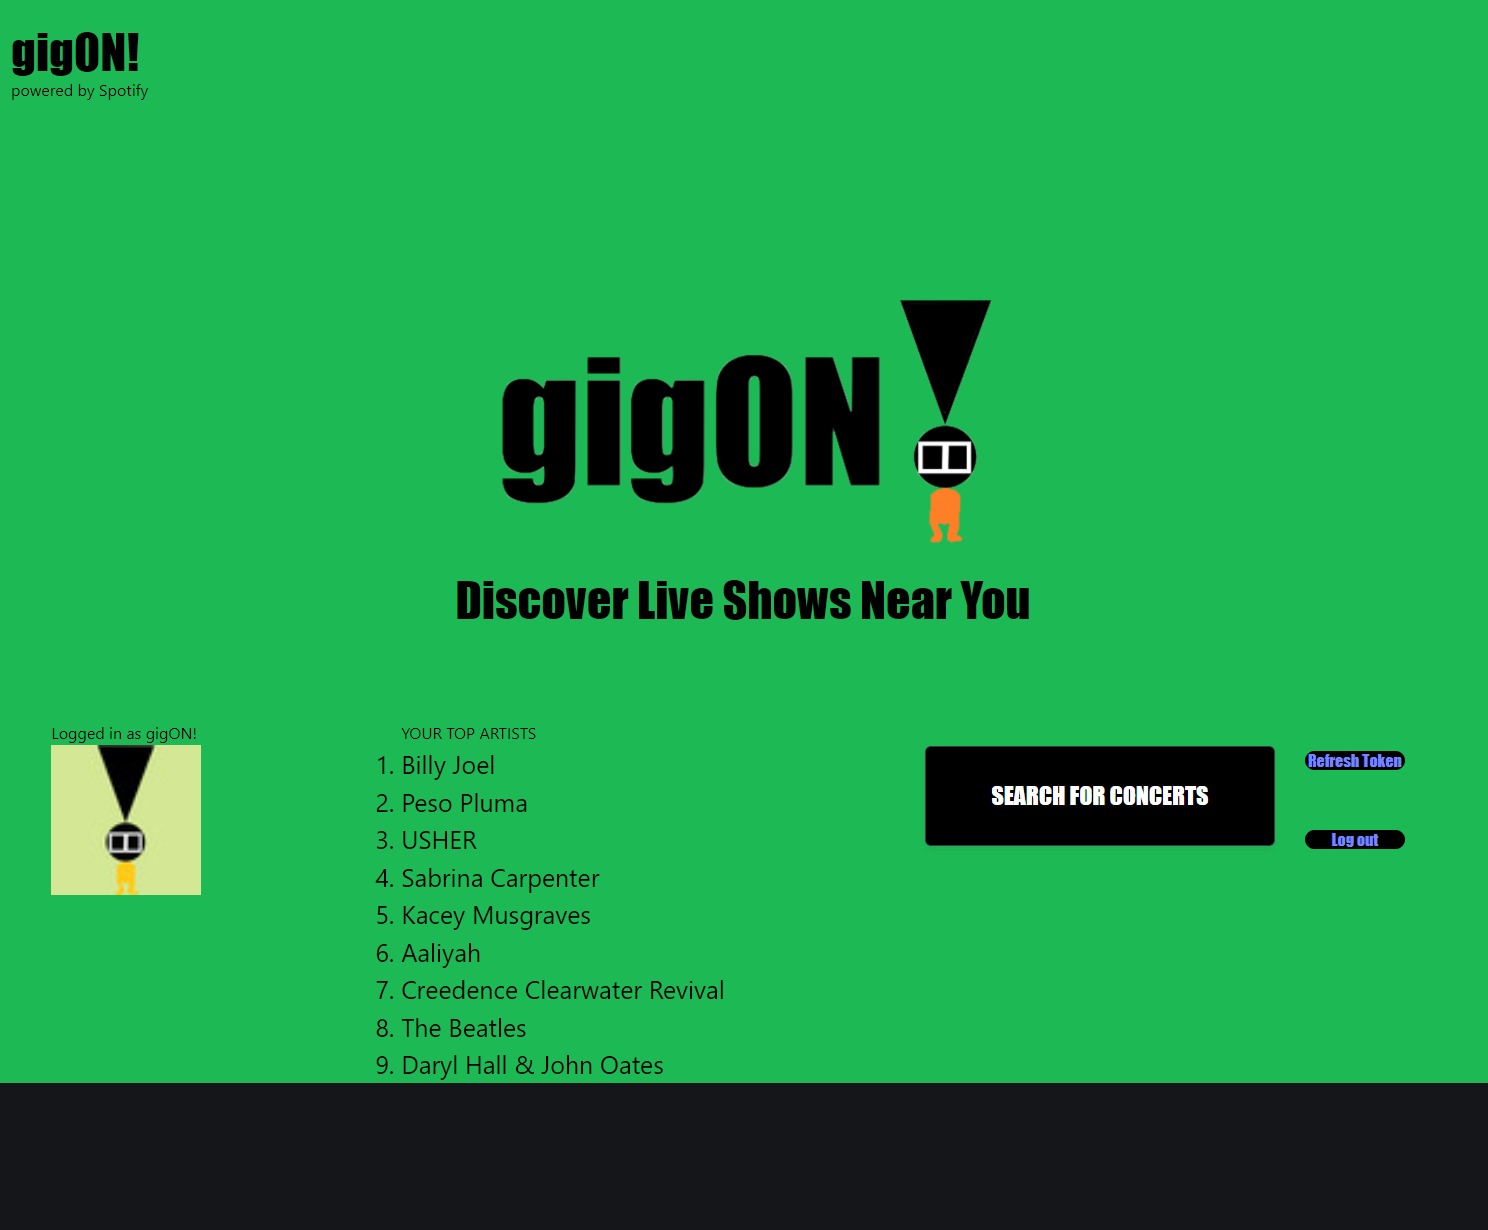 gigON!
powered by Spotify
gigON
Discover Live Shows Near You
Logged in as gigON!
YOUR TOP ARTISTS
1. Billy Joel
2. Peso Pluma
3. USHER
4. Sabrina Carpenter
5. Kacey Musgraves
6. Aaliyah
7. Creedence Clearwater Revival
8. The Beatles
9. Daryl Hall & John Oates
SEARCH FOR CONCERTS
Refresh Token
Log out